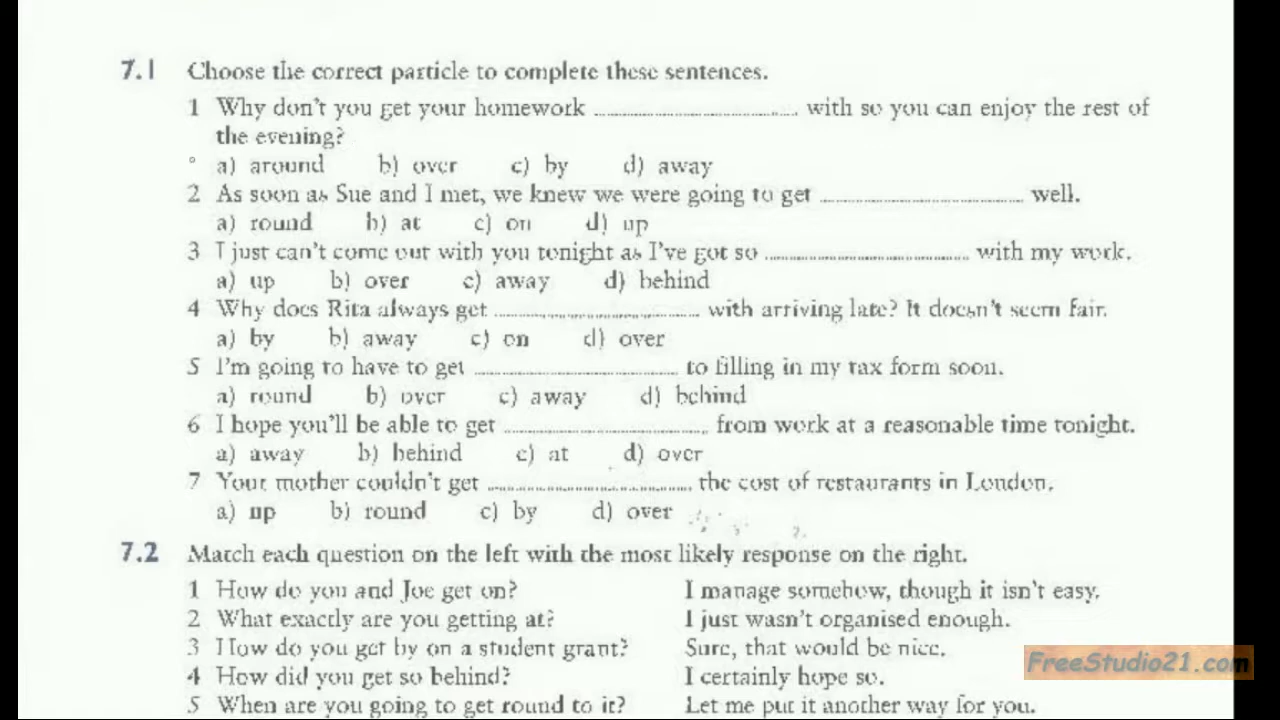 7.1 Choose the correct particle to complete these sentences.
1 Why don't you get your homework .............................. with so you can enjoy the rest of
the evening?
a) around b) over c) by d) away
2 As soon as Sue and I met, we knew we were going to get .............................. well.
a) round b) at c) on d) up
3 I just can't come out with you tonight as I've got so .............................. with my work.
a) up b) over c) away d) behind
4 Why does Rita always get .............................. with arriving late? It doesn't seem fair.
a) by b) away c) on d) over
5 I'm going to have to get .............................. to filling in my tax form soon.
a) round b) over c) away d) behind
6 I hope you'll be able to get .............................. from work at a reasonable time tonight.
a) away b) behind c) at d) over
7 Your mother couldn't get .............................. the cost of restaurants in London.
a) up b) round c) by d) over
7.2 Match each question on the left with the most likely response on the right.
1 How do you and Joe get on? I manage somehow, though it isn't easy.
2 What exactly are you getting at? I just wasn't organised enough.
3 How do you get by on a student grant? Sure, that would be nice.
4 How did you get so behind? I certainly hope so.
5 When are you going to get round to it? Let me put it another way for you.
FreeStudio21.com